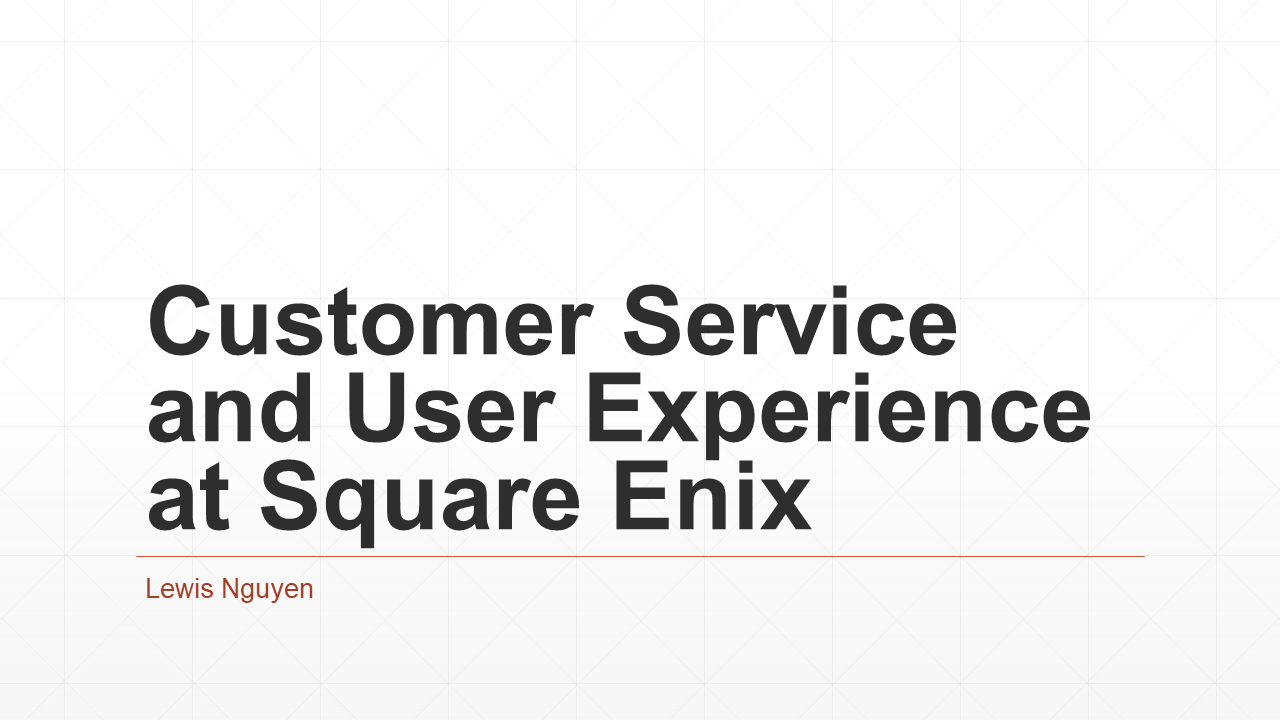 Customer Service
and User Experience
at Square Enix
Lewis Nguyen